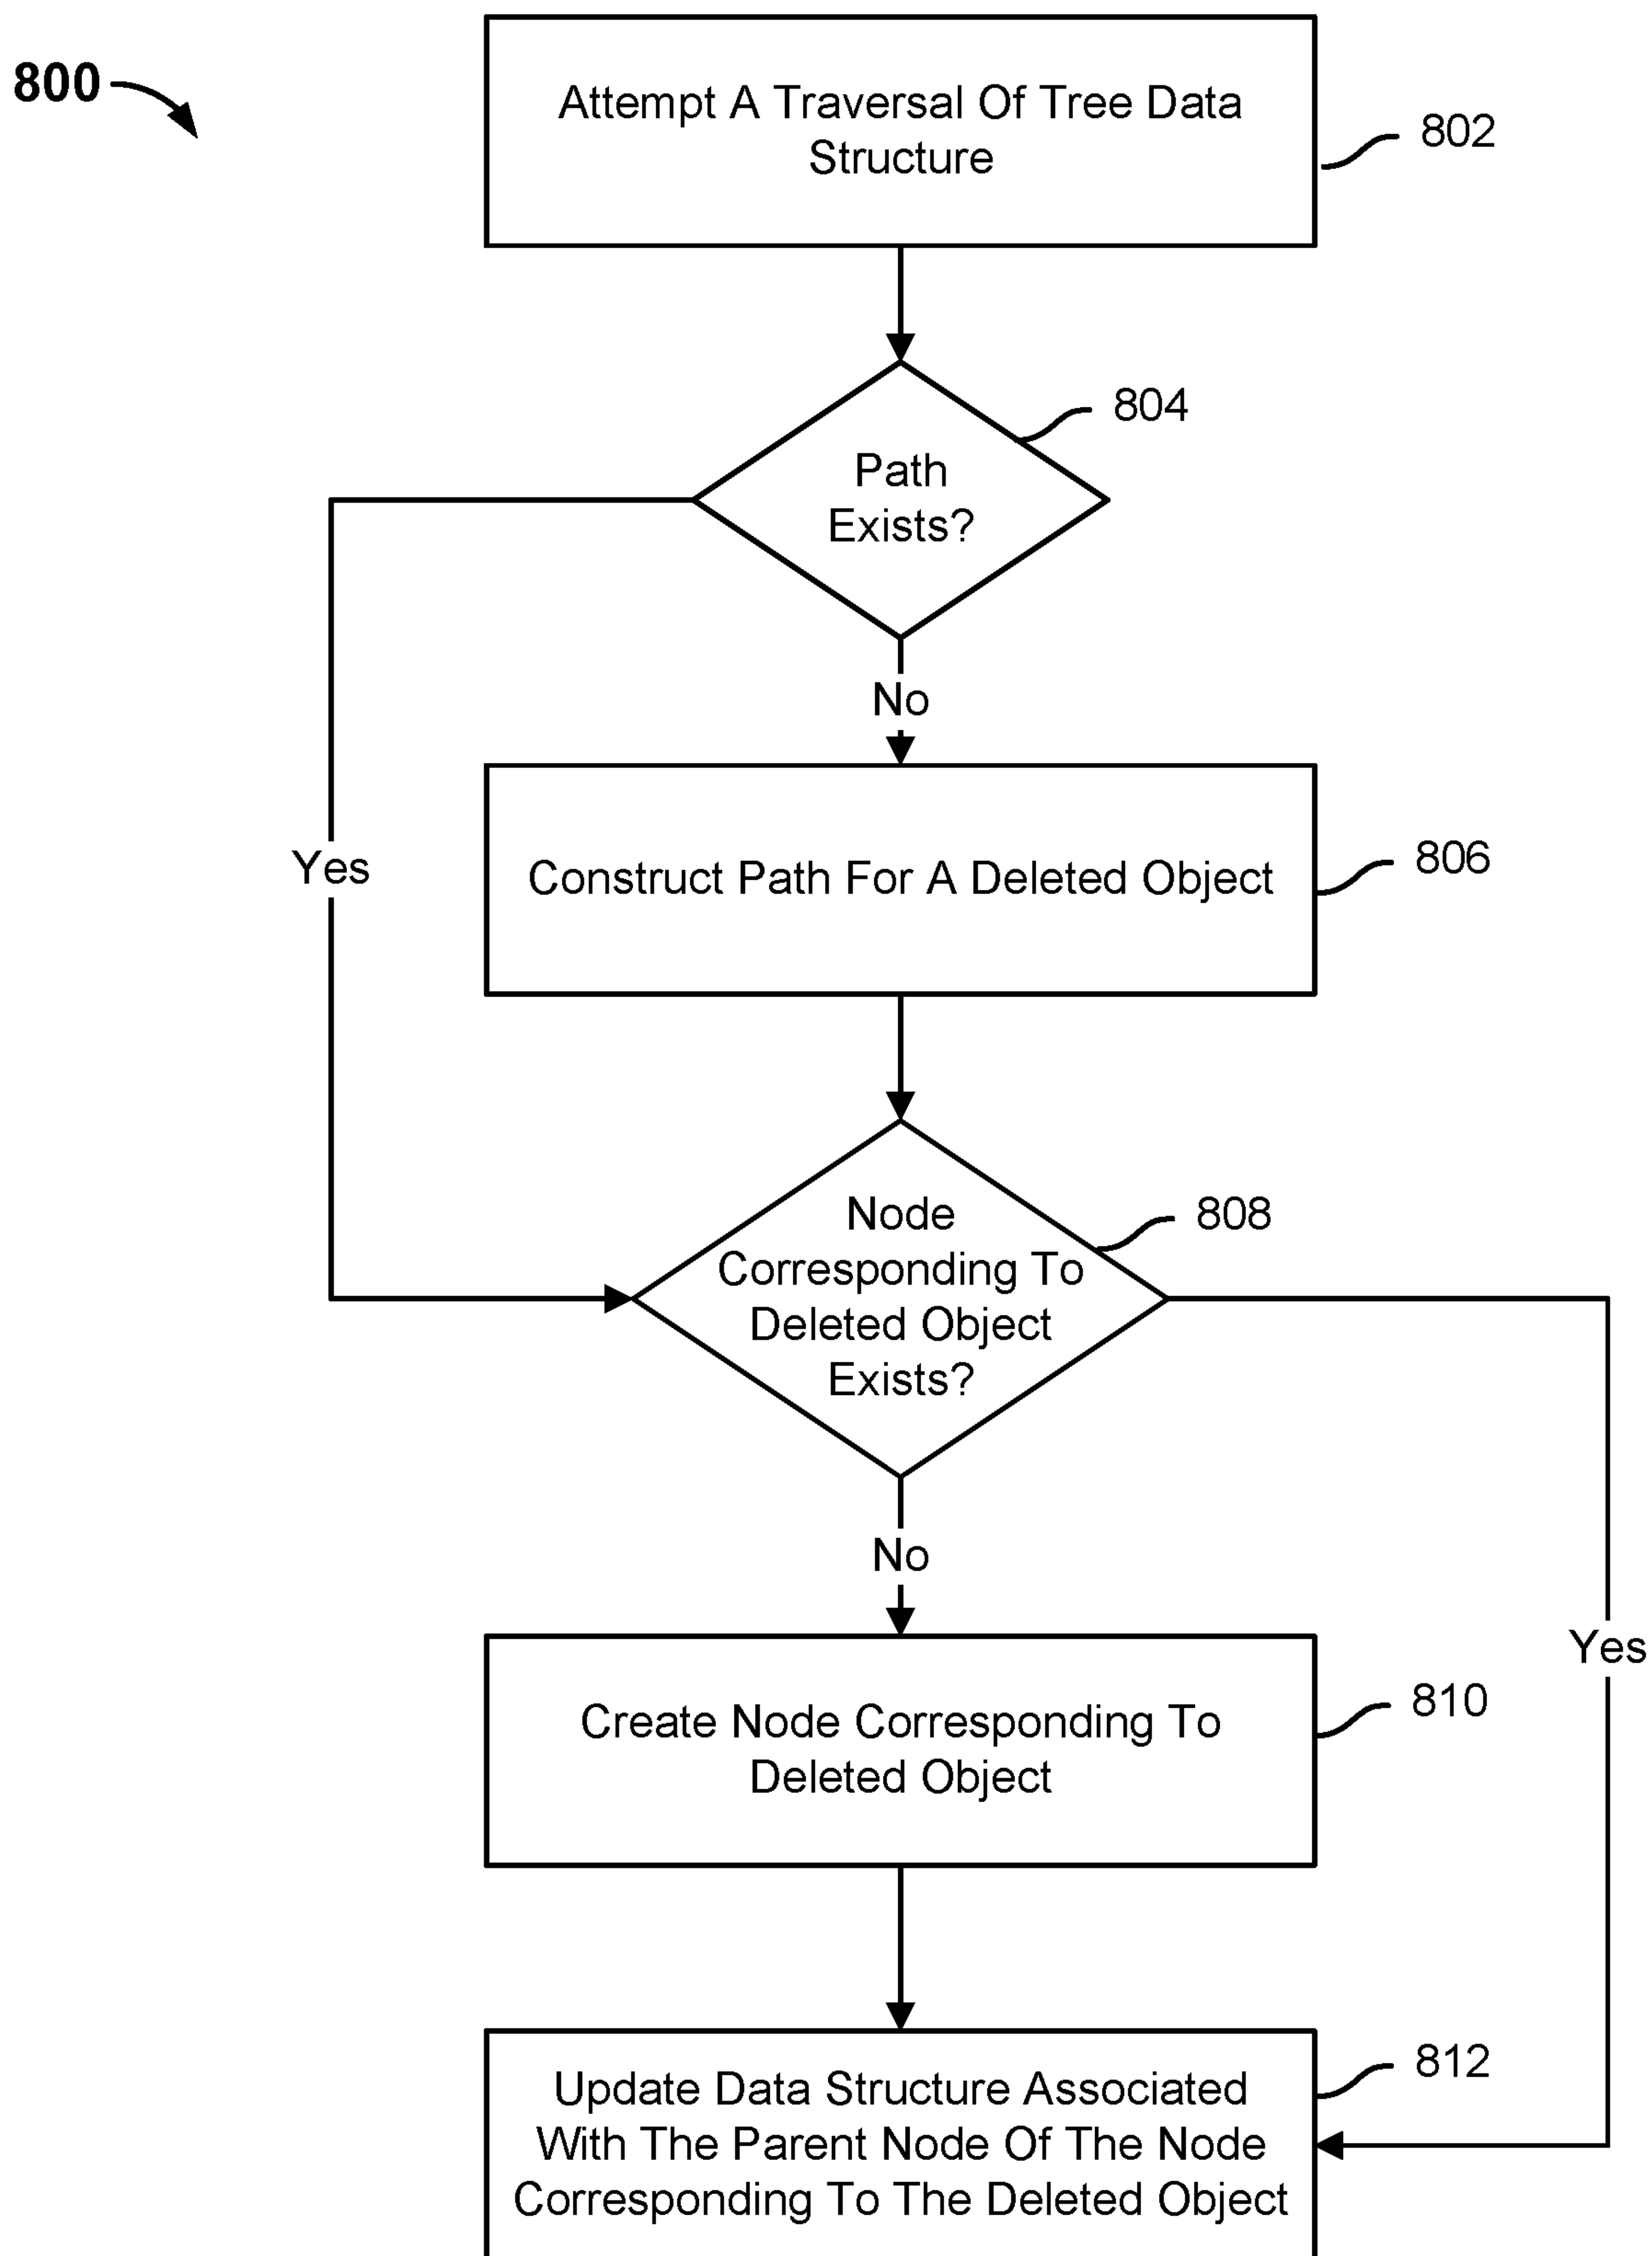 800
Attempt A Traversal Of Tree Data
Structure
802
804
Path
Exists?
No
Yes
Construct Path For A Deleted Object
806
Node
Corresponding To
Deleted Object
Exists?
808
No
Yes
Create Node Corresponding To
Deleted Object
810
Update Data Structure Associated
With The Parent Node Of The Node
Corresponding To The Deleted Object
812